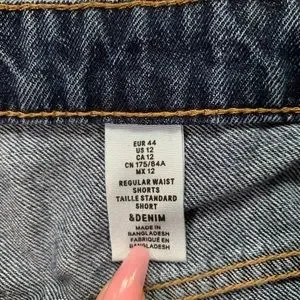 EUR 44
US 12
CA 12
CN 175/84A
MX 12
REGULAR WAIST
SHORTS
TAILLE STANDARD
SHORT
&DENIM
MADE IN
BANGLADESH
FABRIQUÉ EN
BANGLADESH